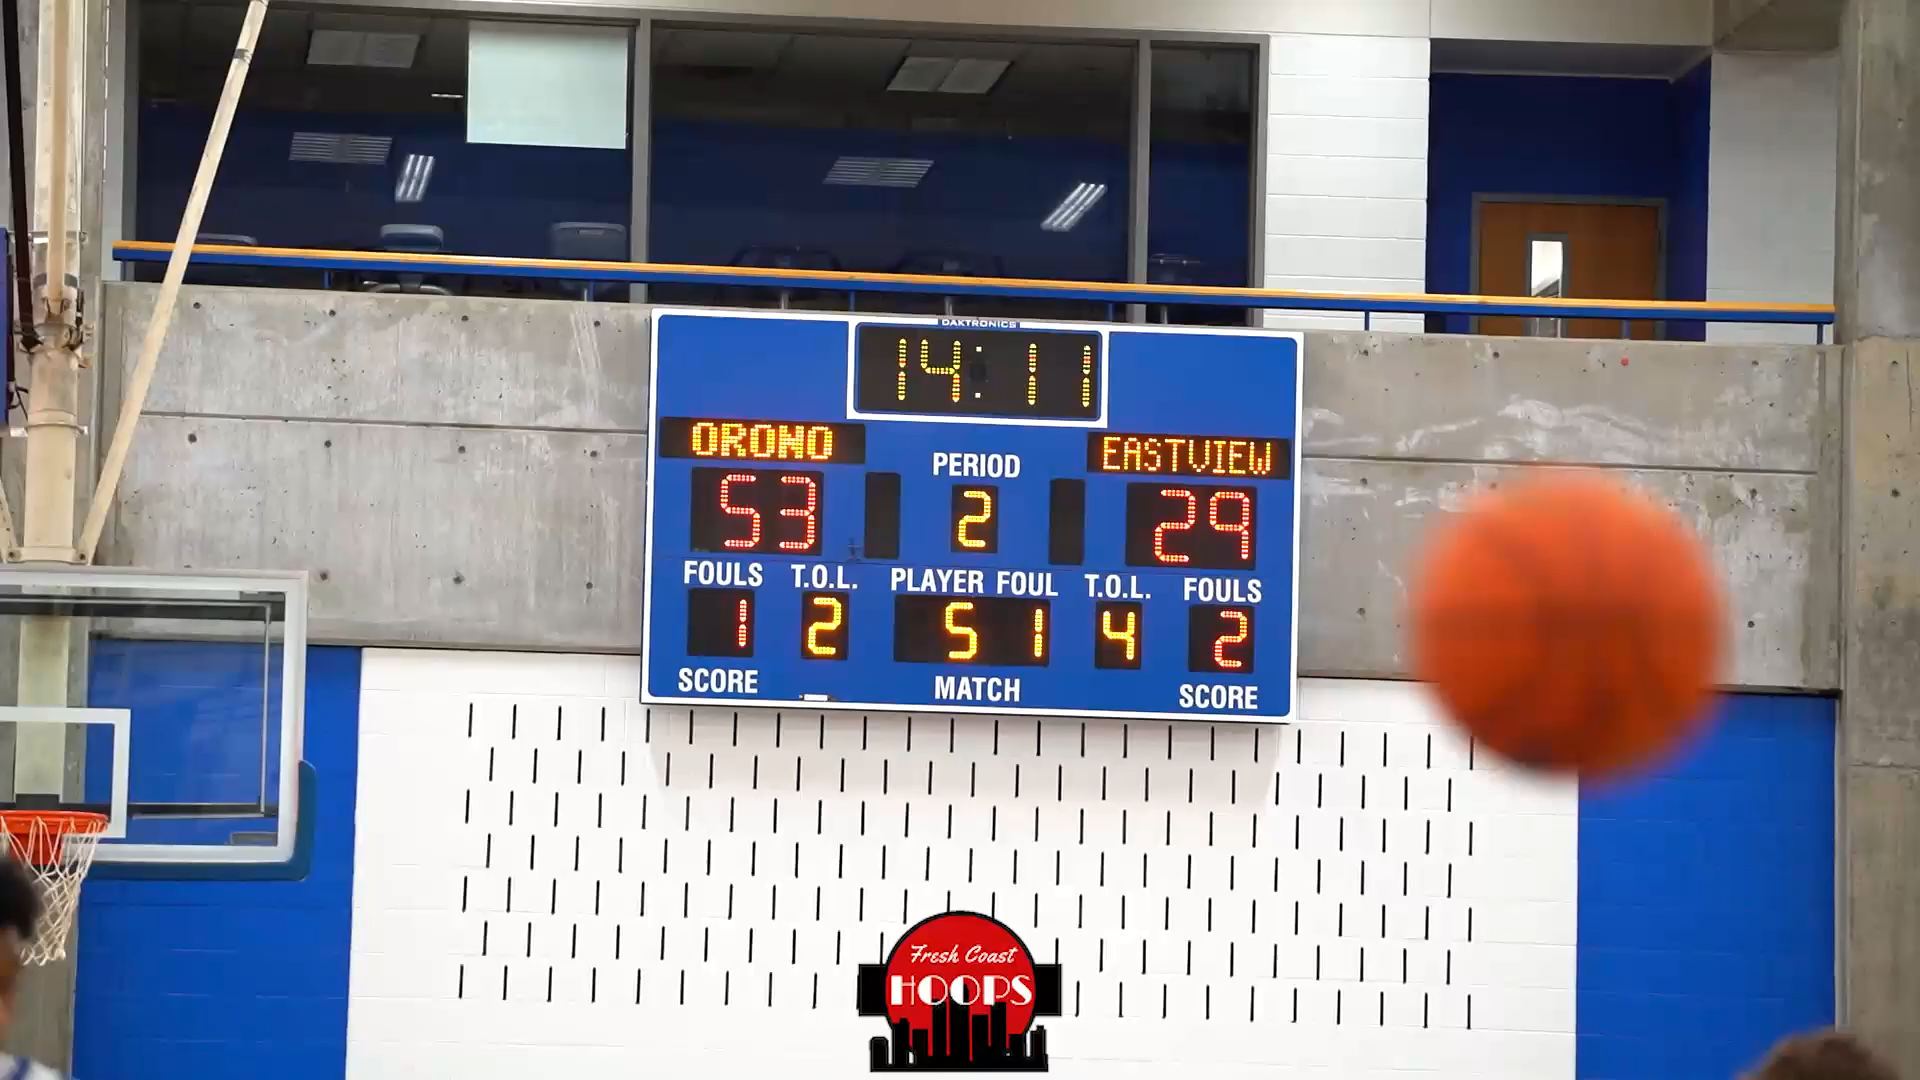 DAKTRONICS
14:11
ORONO EASTVIEW
PERIOD
53 2 29
FOULS T.O.L. PLAYER FOUL T.O.L. FOULS
1 2 5 1 4 2
SCORE MATCH SCORE
Fresh Coast
HOOPS